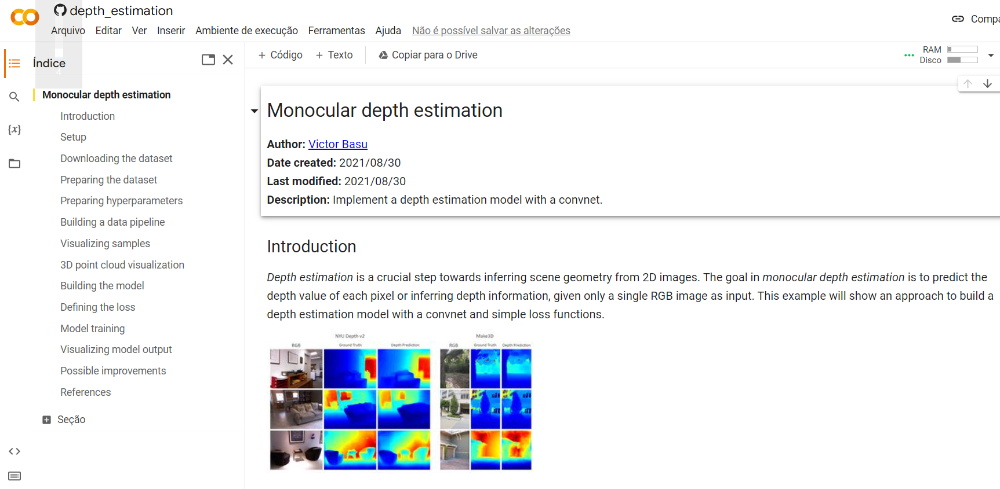 depth_estimation
Arquivo Editar Ver Inserir Ambiente de execução Ferramentas Ajuda Não é possível salvar as alterações
Compa
Índice
4
Monocular depth estimation
Introduction
Setup
Downloading the dataset
Preparing the dataset
Preparing hyperparameters
Building a data pipeline
Visualizing samples
3D point cloud visualization
Building the model
Defining the loss
Model training
Visualizing model output
Possible improvements
References
Seção
+ Código + Texto Copiar para o Drive
RAM
Disco
Monocular depth estimation
Author: Victor Basu
Date created: 2021/08/30
Last modified: 2021/08/30
Description: Implement a depth estimation model with a convnet.
Introduction
Depth estimation is a crucial step towards inferring scene geometry from 2D images. The goal in monocular depth estimation is to predict the
depth value of each pixel or inferring depth information, given only a single RGB image as input. This example will show an approach to build a
depth estimation model with a convnet and simple loss functions.
NYU Depth v2 Make3D
RGB Ground Truth Depth Prediction RGB Ground Truth Depth Prediction